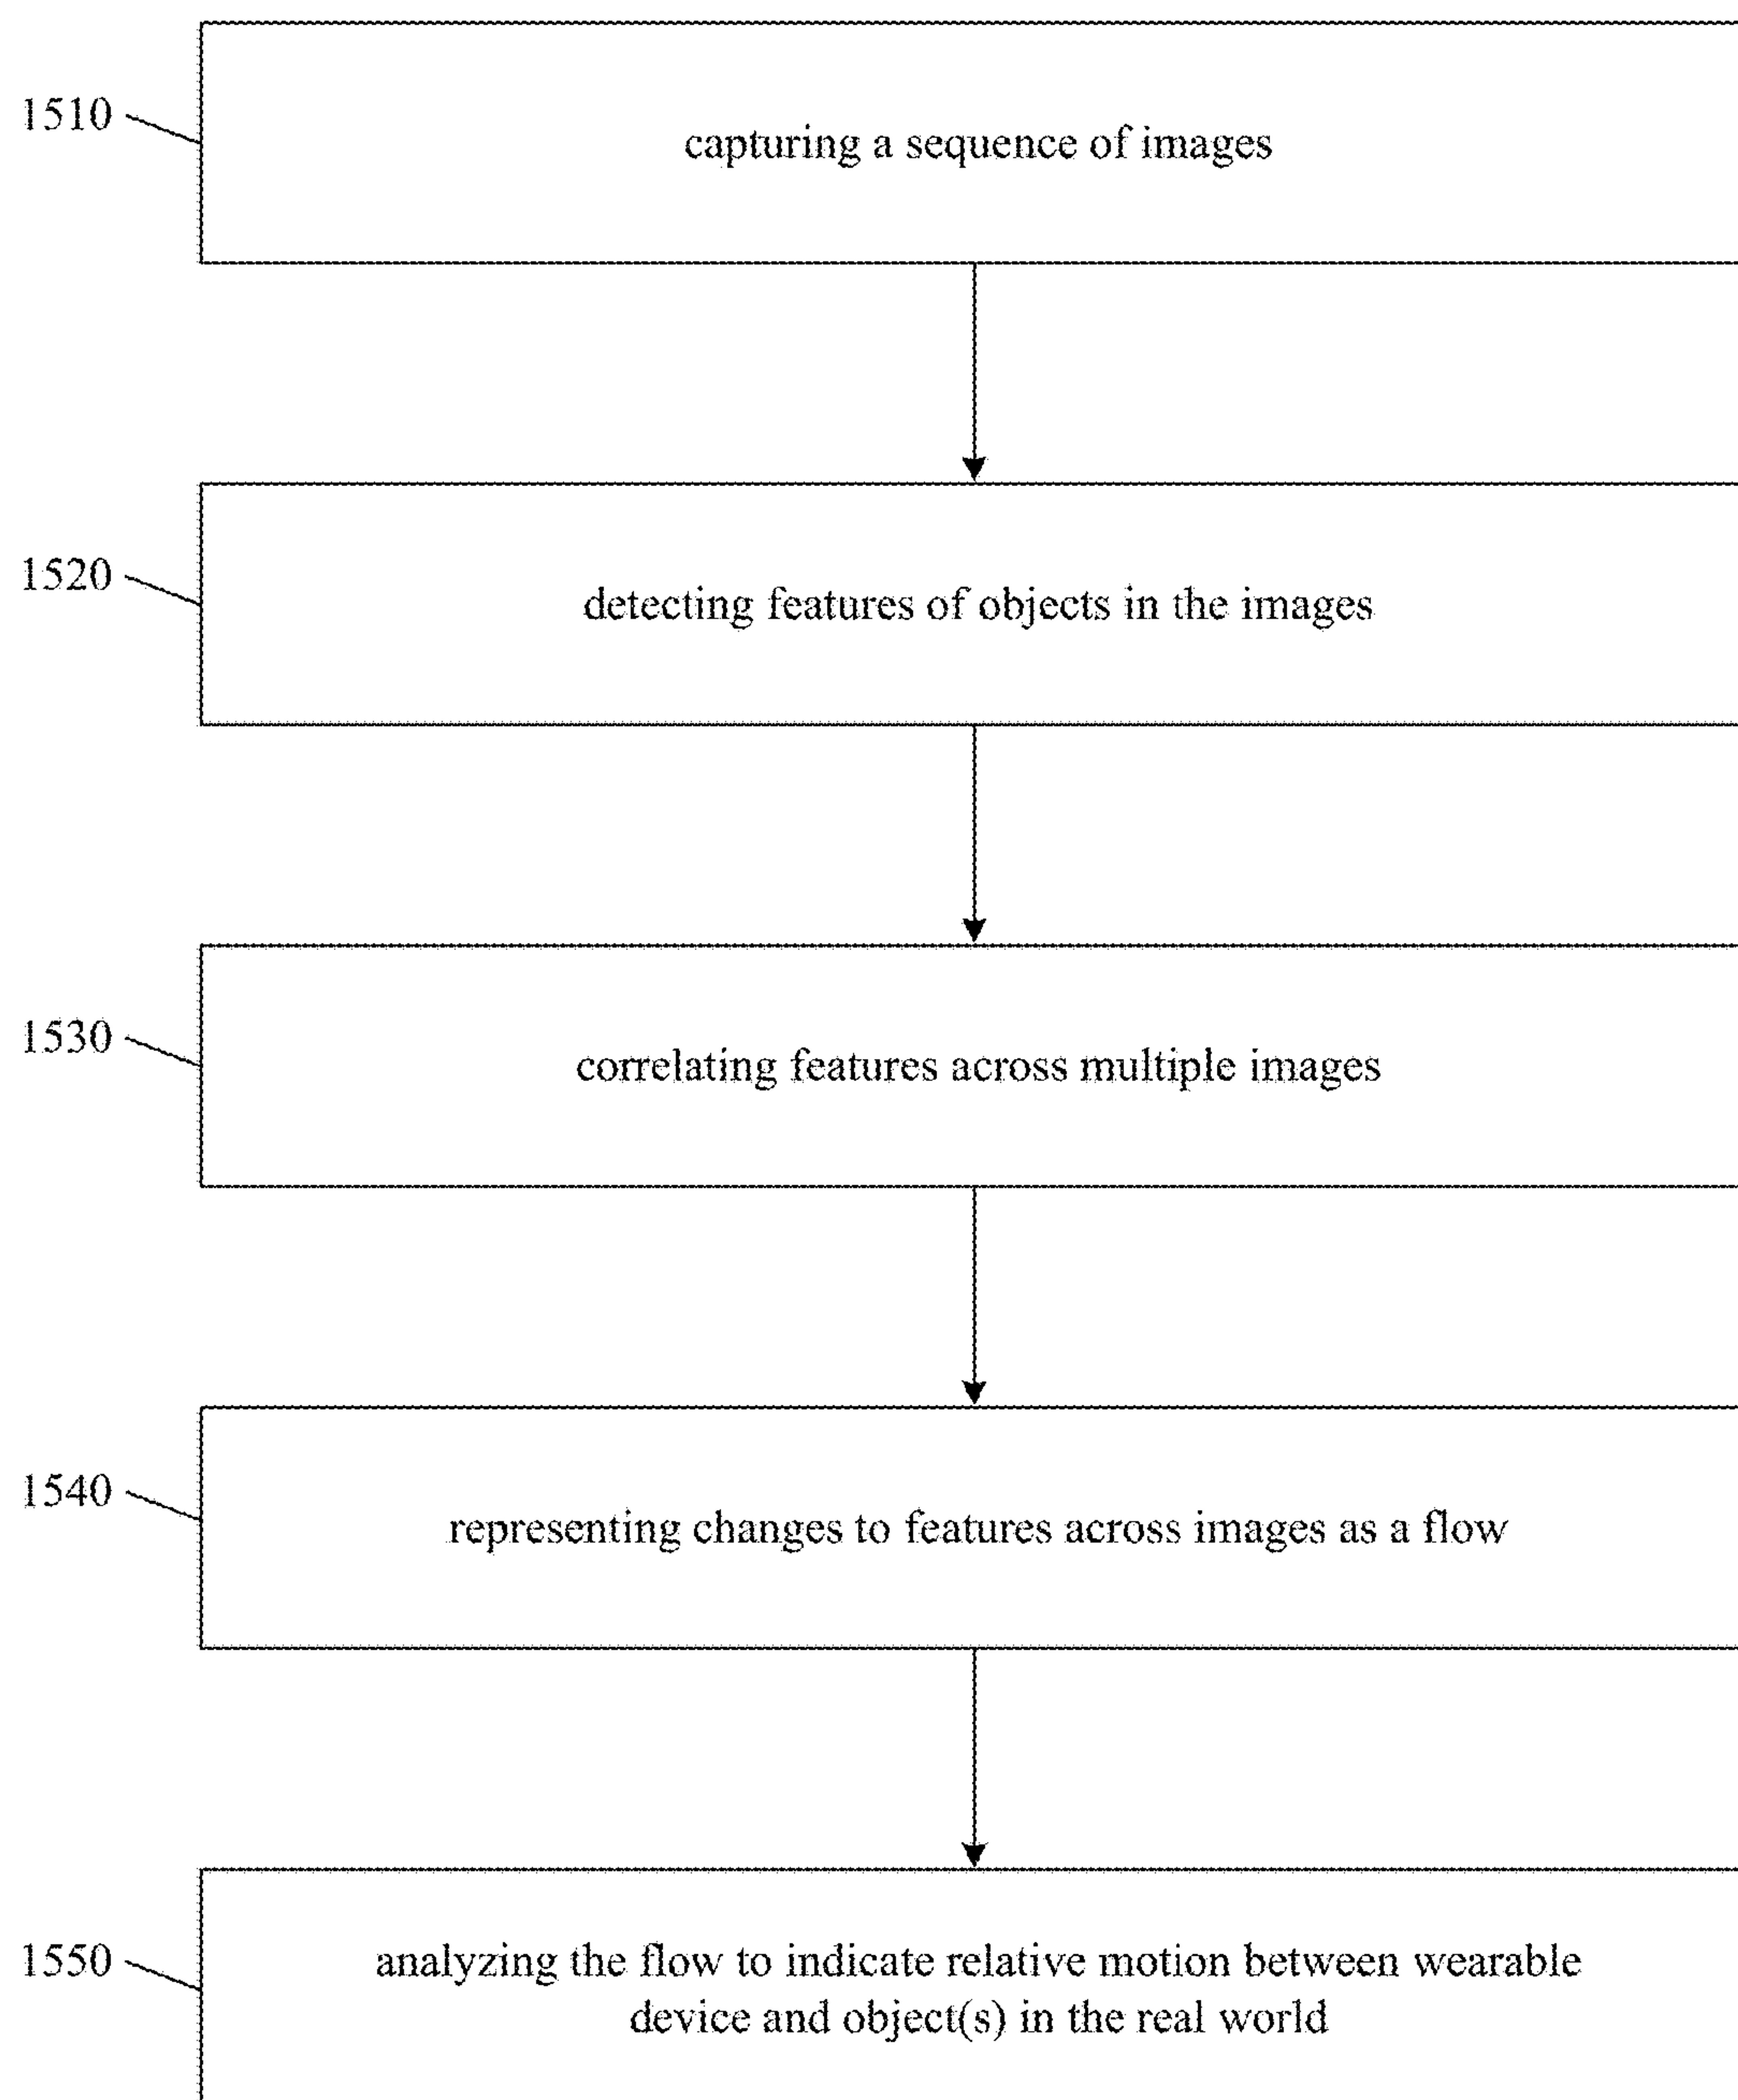 1510
capturing a sequence of images
1520
detecting features of objects in the images
1530
correlating features across multiple images
1540
representing changes to features across images as a flow
1550
analyzing the flow to indicate relative motion between wearable
device and object(s) in the real world